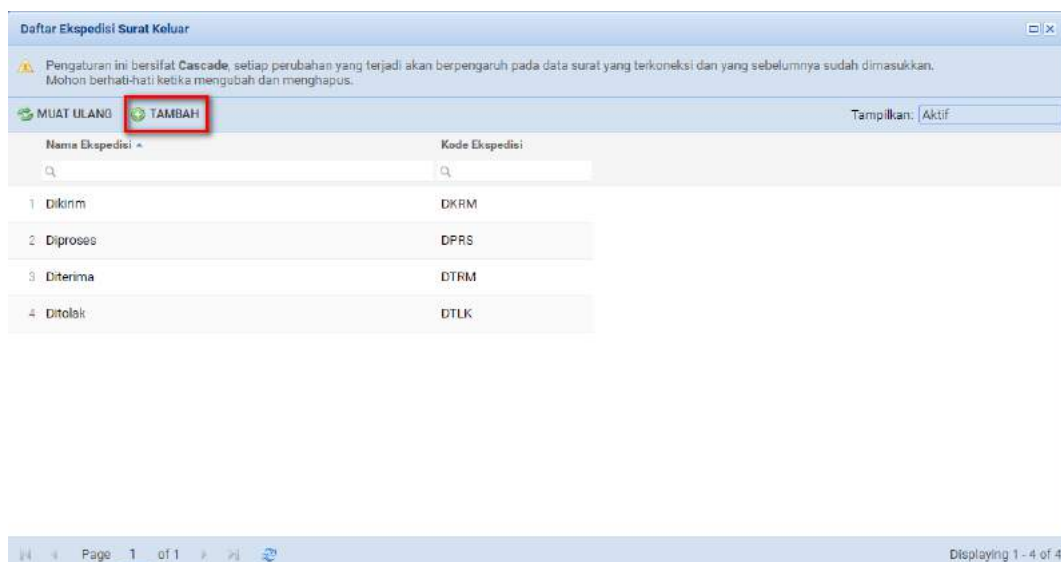 Daftar Ekspedisi Surat Keluar
Pengaturan ini bersifat Cascade, setiap perubahan yang terjadi akan berpengaruh pada data surat yang terkoneksi dan yang sebelumnya sudah dimasukkan.
Mohon berhati-hati ketika mengubah dan menghapus.
MUAT ULANG TAMBAH Tampilkan: Aktif
Nama Ekspedisi Kode Ekspedisi
1 Dikirim DKRM
2 Diproses DPRS
3 Diterima DTRM
4 Ditolak DTLK
Page 1 of 1 Displaying 1 - 4 of 4